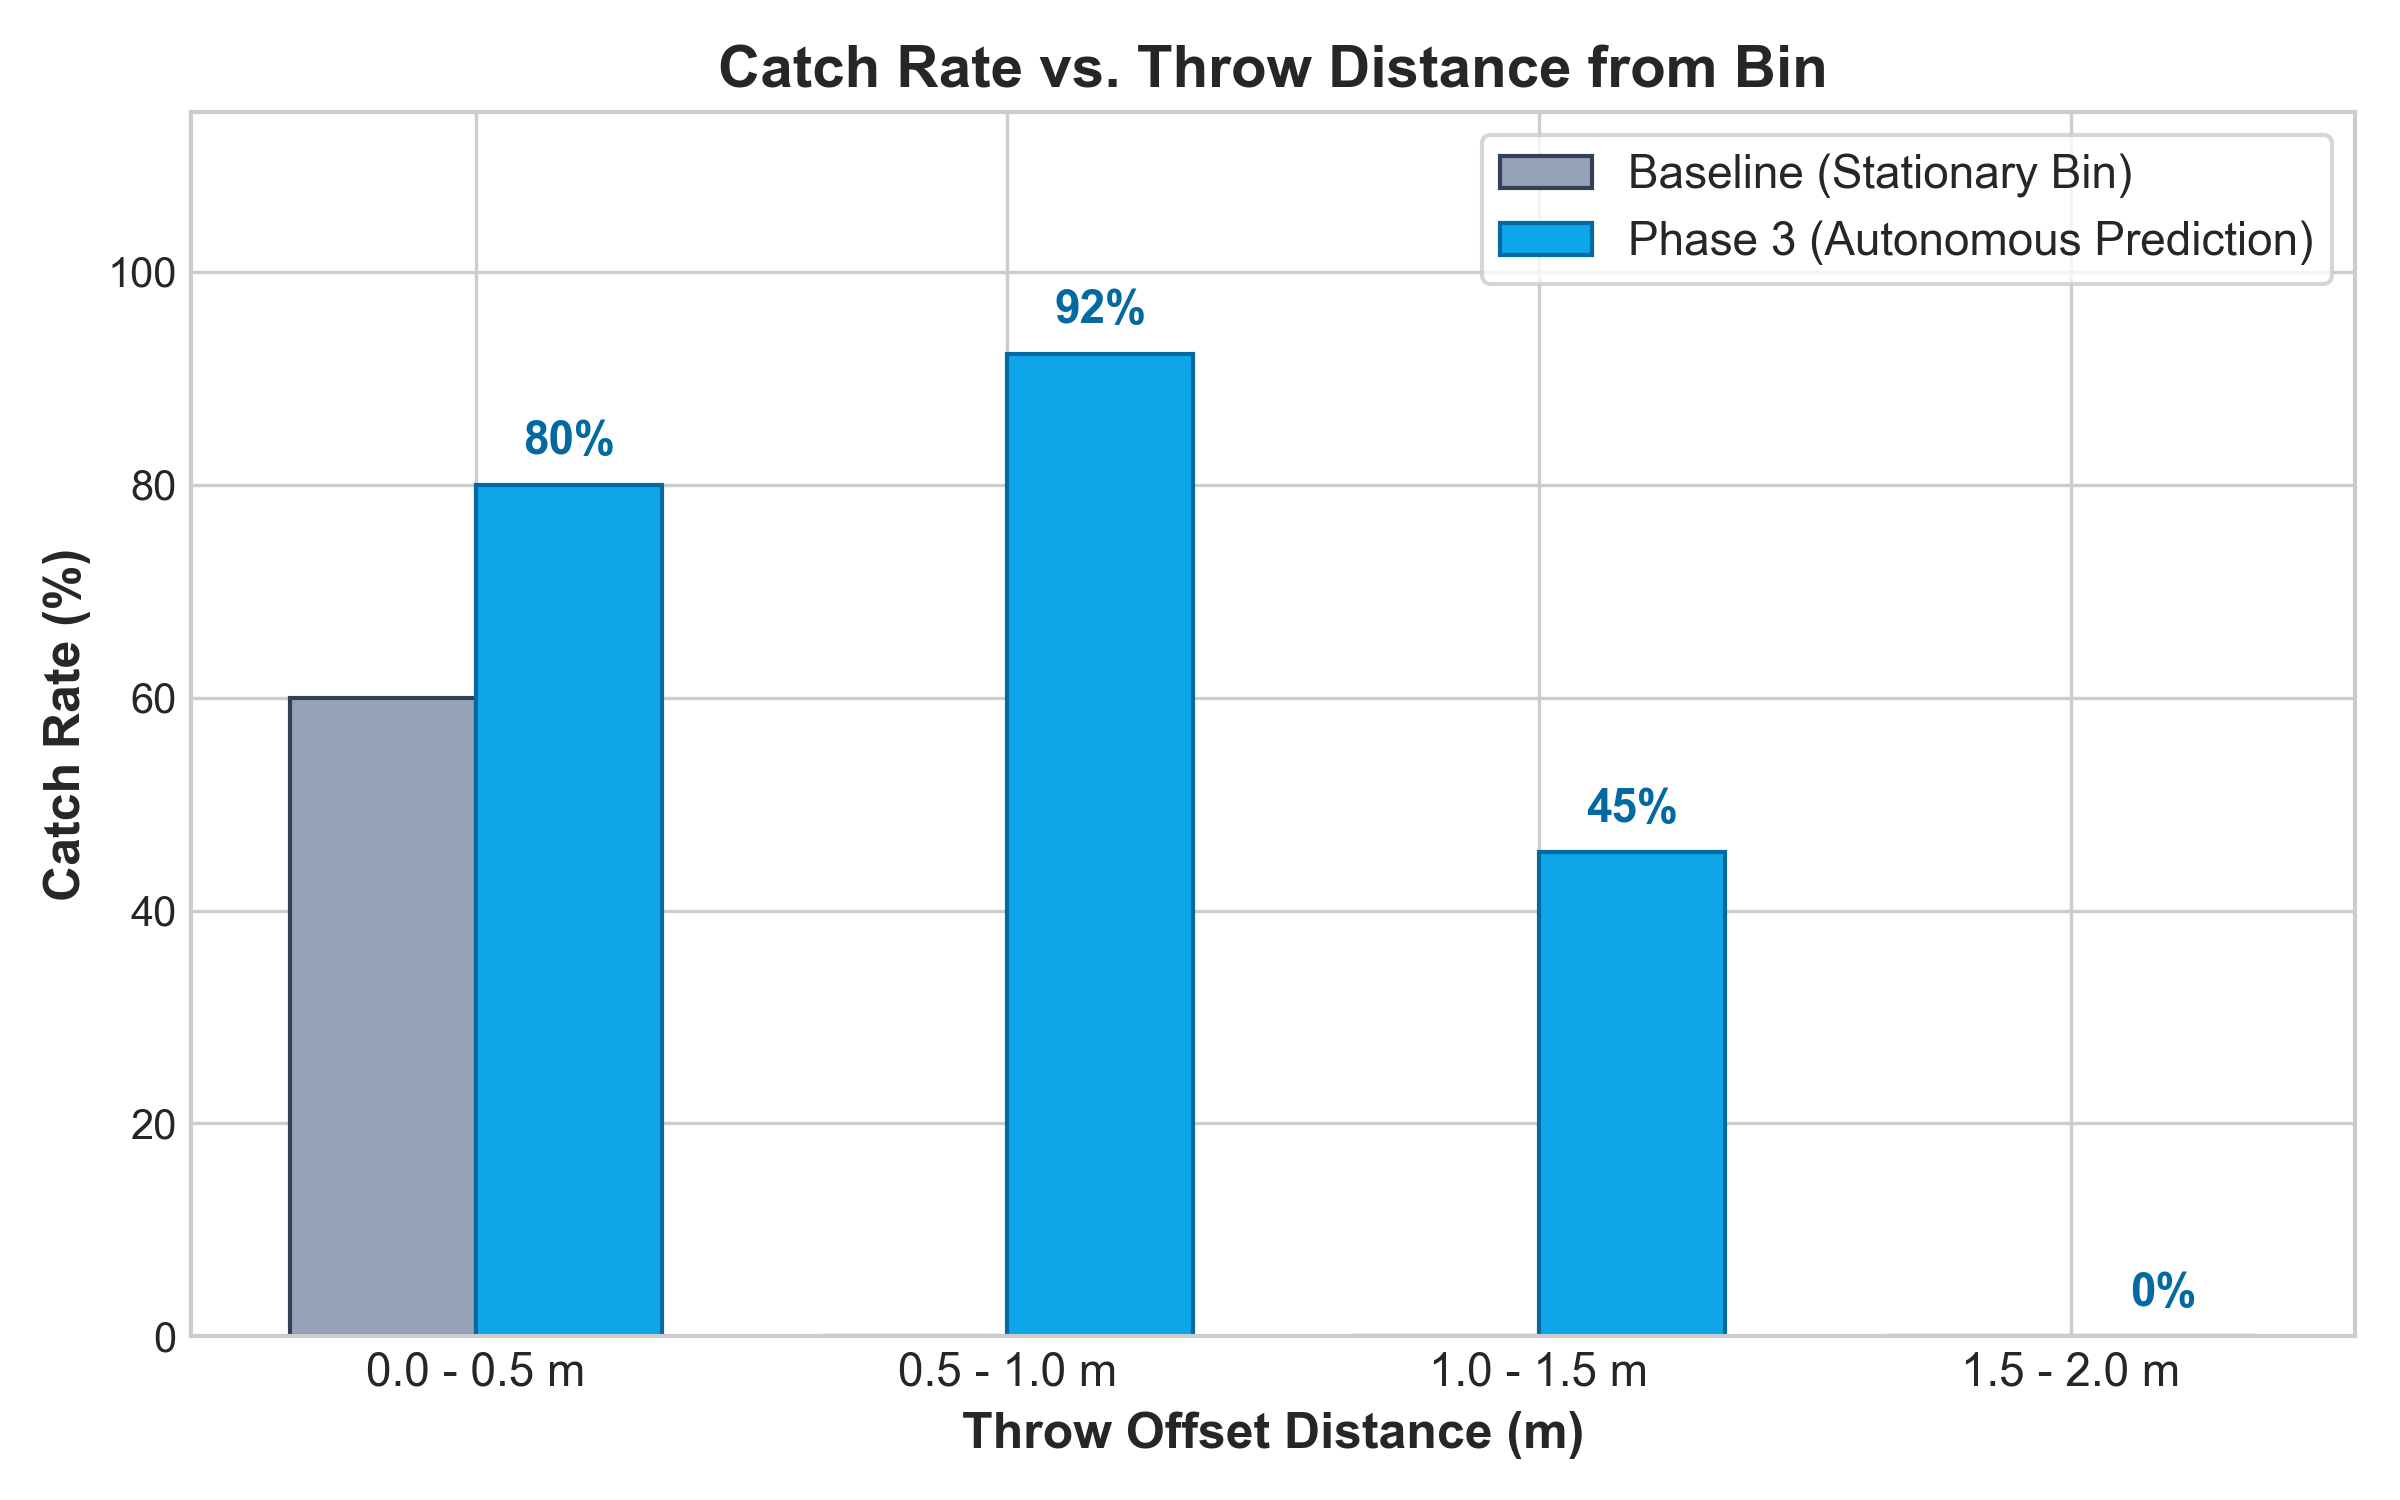 Catch Rate vs. Throw Distance from Bin
Baseline (Stationary Bin)
Phase 3 (Autonomous Prediction)
Catch Rate (%)
100
80
60
40
20
0
80%
92%
45%
0%
0.0 - 0.5 m
0.5 - 1.0 m
1.0 - 1.5 m
1.5 - 2.0 m
Throw Offset Distance (m)